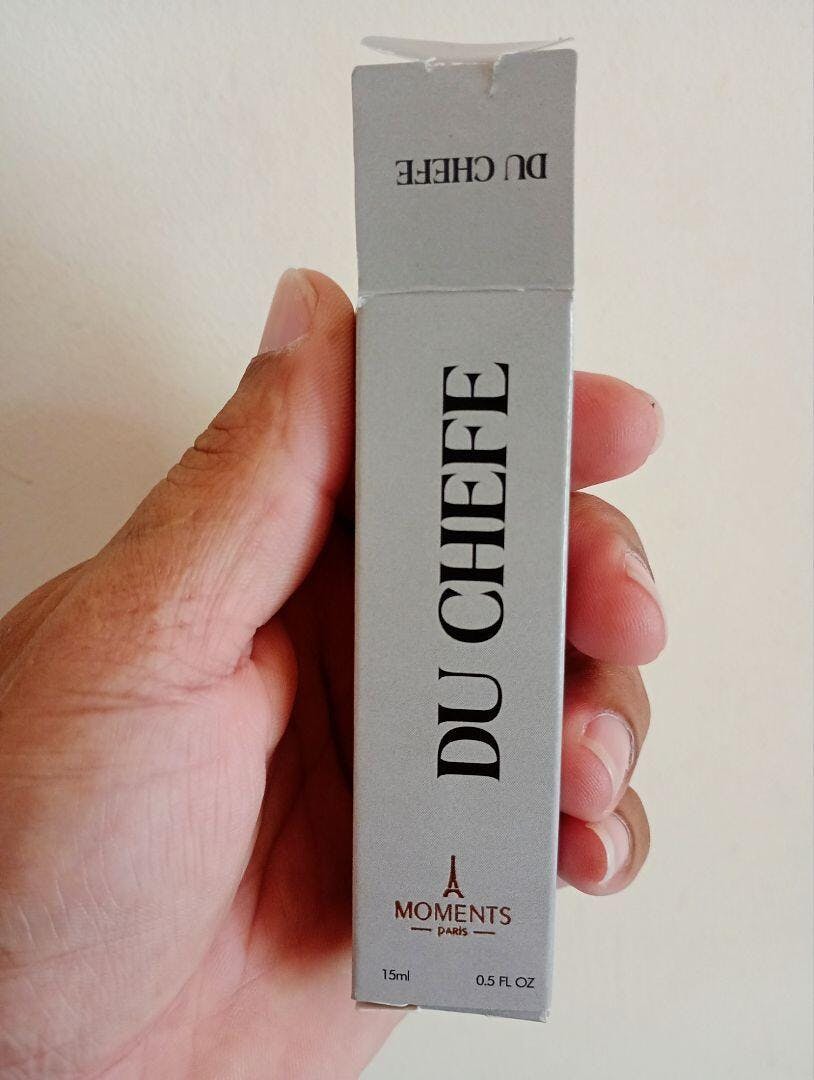 DU CHEFE
DU CHEFE
MOMENTS
PARIS
15ml 0.5 FL OZ